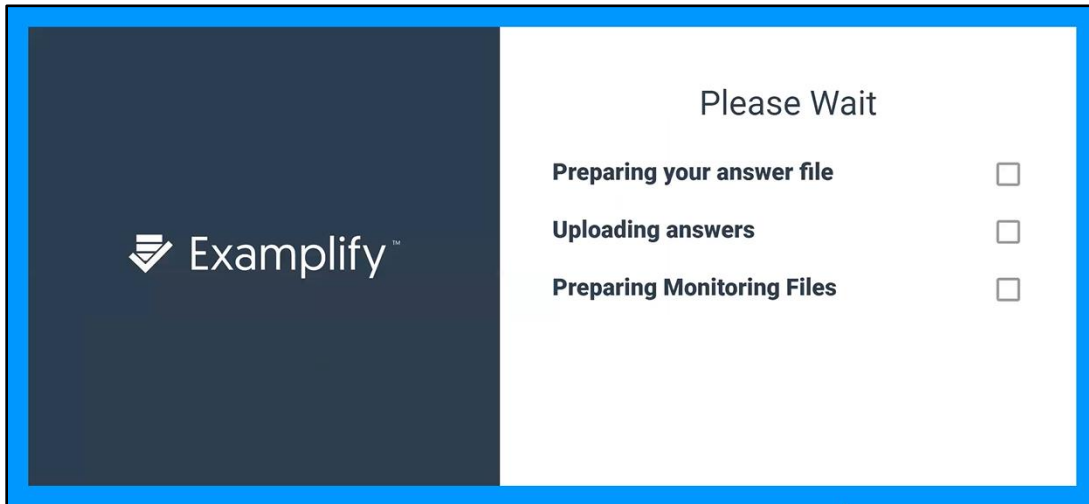 Examplify™
Please Wait
Preparing your answer file
Uploading answers
Preparing Monitoring Files